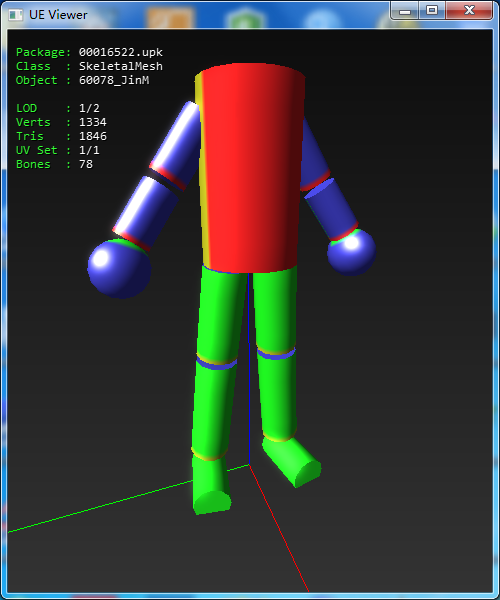 UE Viewer
Package: 00016522.upk
Class : SkeletalMesh
Object : 60078_JinM
LOD : 1/2
Verts : 1334
Tris : 1846
UV Set : 1/1
Bones : 78